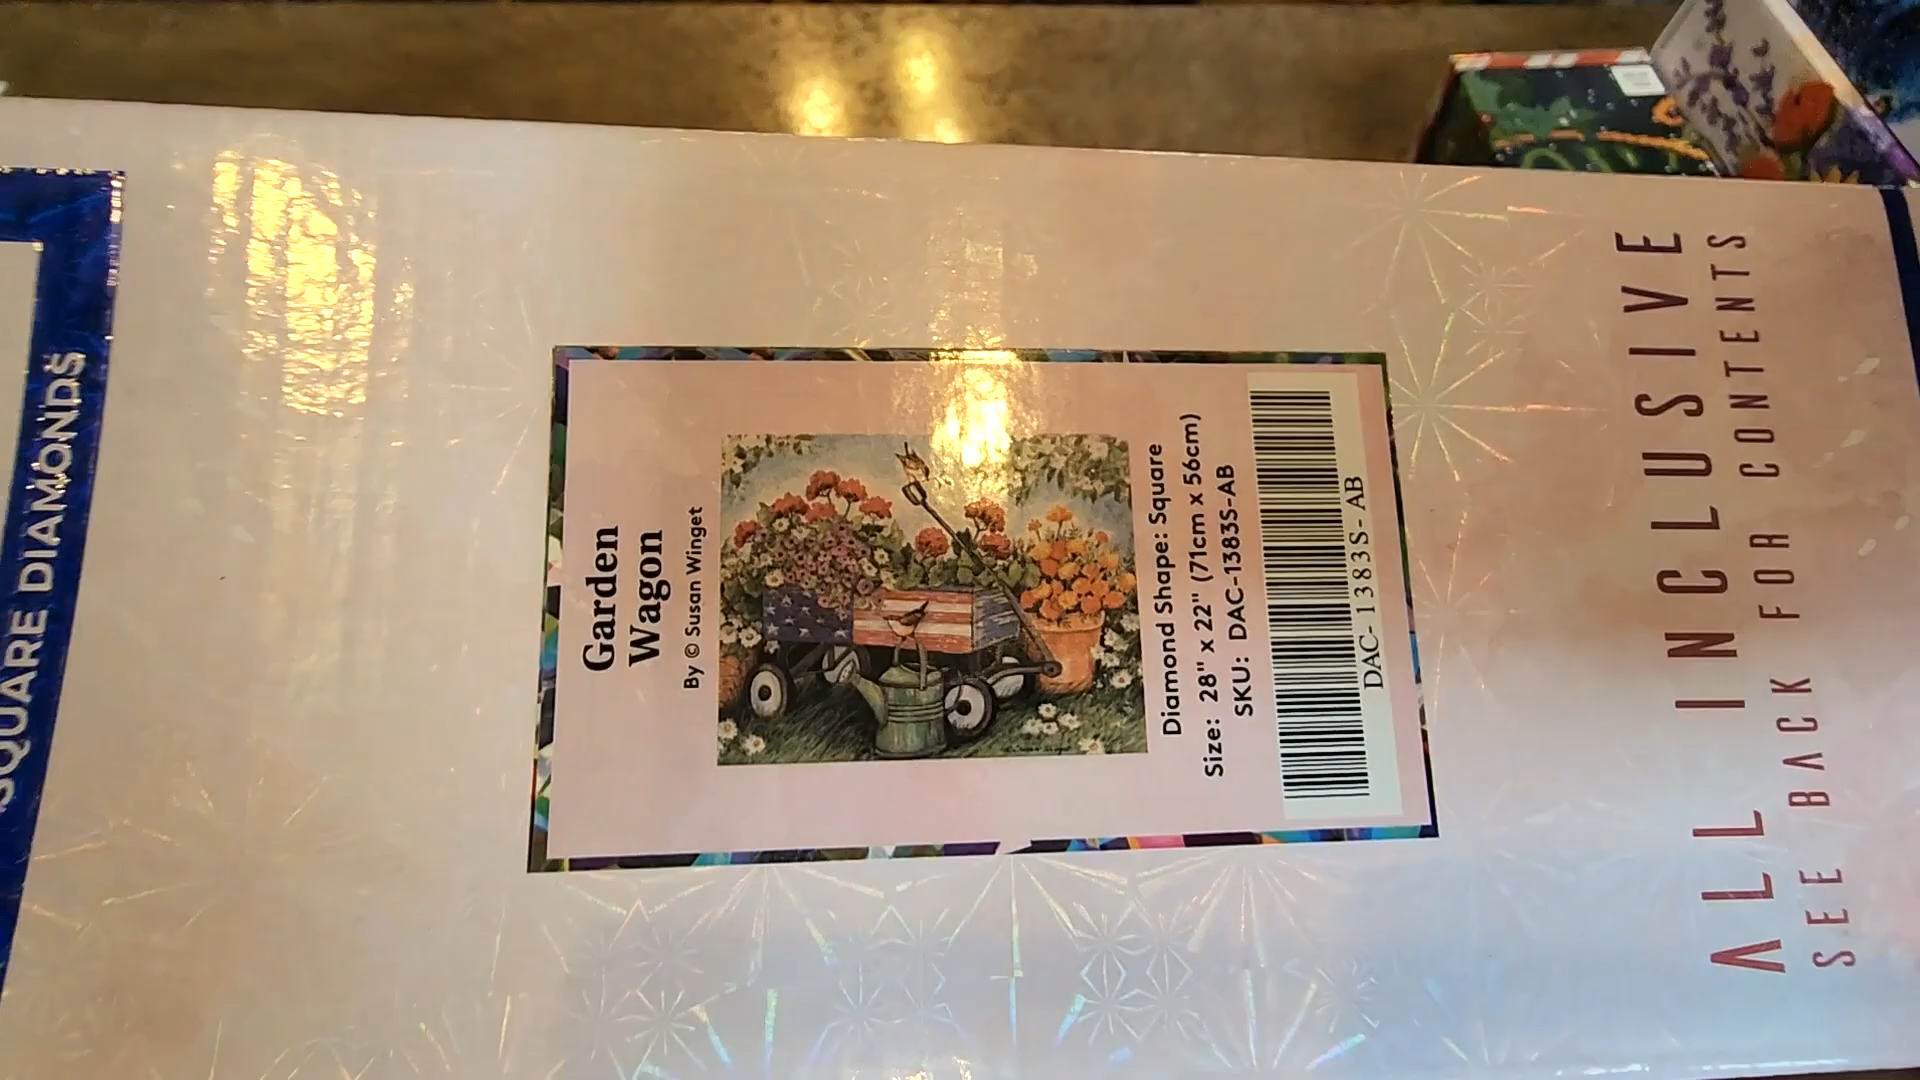 SQUARE DIAMONDS
Garden
Wagon
By © Susan Winget
Diamond Shape: Square
Size: 28" x 22" (71cm x 56cm)
SKU: DAC-1383S-AB
DAC-1383S-AB
ALL INCLUSIVE
SEE BACK FOR CONTENTS